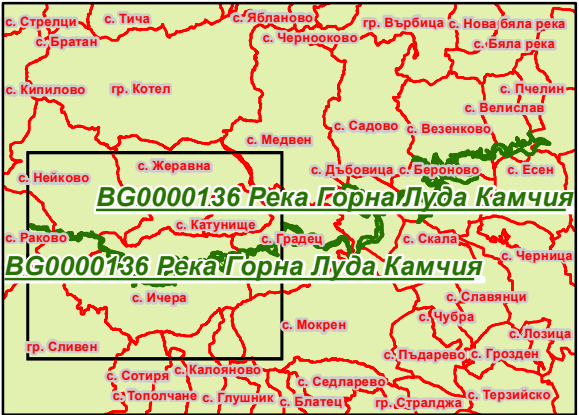 с. Стрелци
с. Тича
с. Ябланово
гр. Върбица
с. Нова бяла река
с. Братан
с. Чернооково
с. Бяла река
с. Кипилово
гр. Котел
с. Пчелин
с. Велислав
с. Садово
с. Везенково
с. Медвен
с. Жеравна
с. Дъбовица
с. Бероново
с. Есен
с. Нейково
BG0000136 Река Горна Луда Камчия
с. Катунище
с. Раково
с. Градец
с. Скала
с. Черница
BG0000136 Река Горна Луда Камчия
с. Ичера
с. Славянци
с. Чубра
с. Мокрен
с. Лозица
гр. Сливен
с. Пъдарево
с. Грозден
с. Сотиря
с. Калояново
с. Седларево
с. Тополчане
с. Глушник
с. Блатец
гр. Стралджа
с. Терзийско